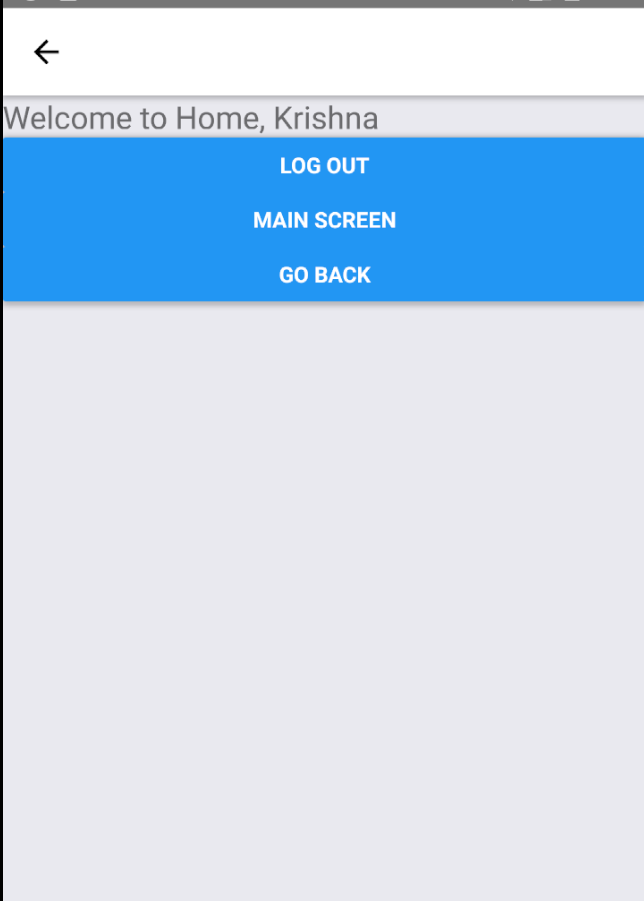 Welcome to Home, Krishna
LOG OUT
MAIN SCREEN
GO BACK